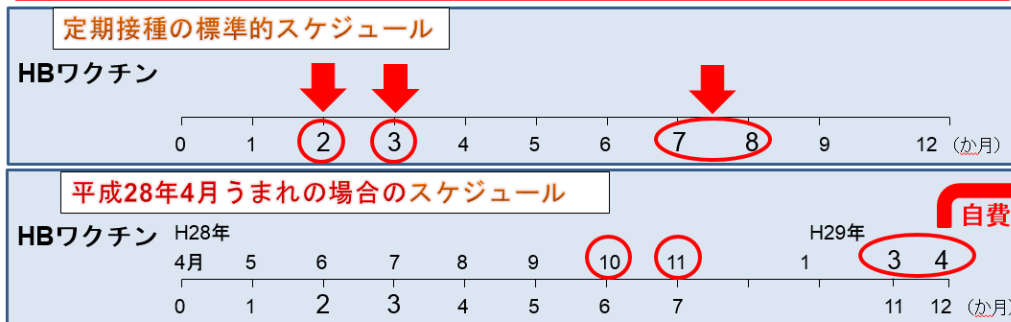 定期接種の標準的スケジュール
HBワクチン
0 1 2 3 4 5 6 7 8 9 12 (か月)
平成28年4月うまれの場合のスケジュール
自費
HBワクチン H28年 H29年
4月 5 6 7 8 9 10 11 1 3 4
0 1 2 3 4 5 6 7 11 12 (か月)